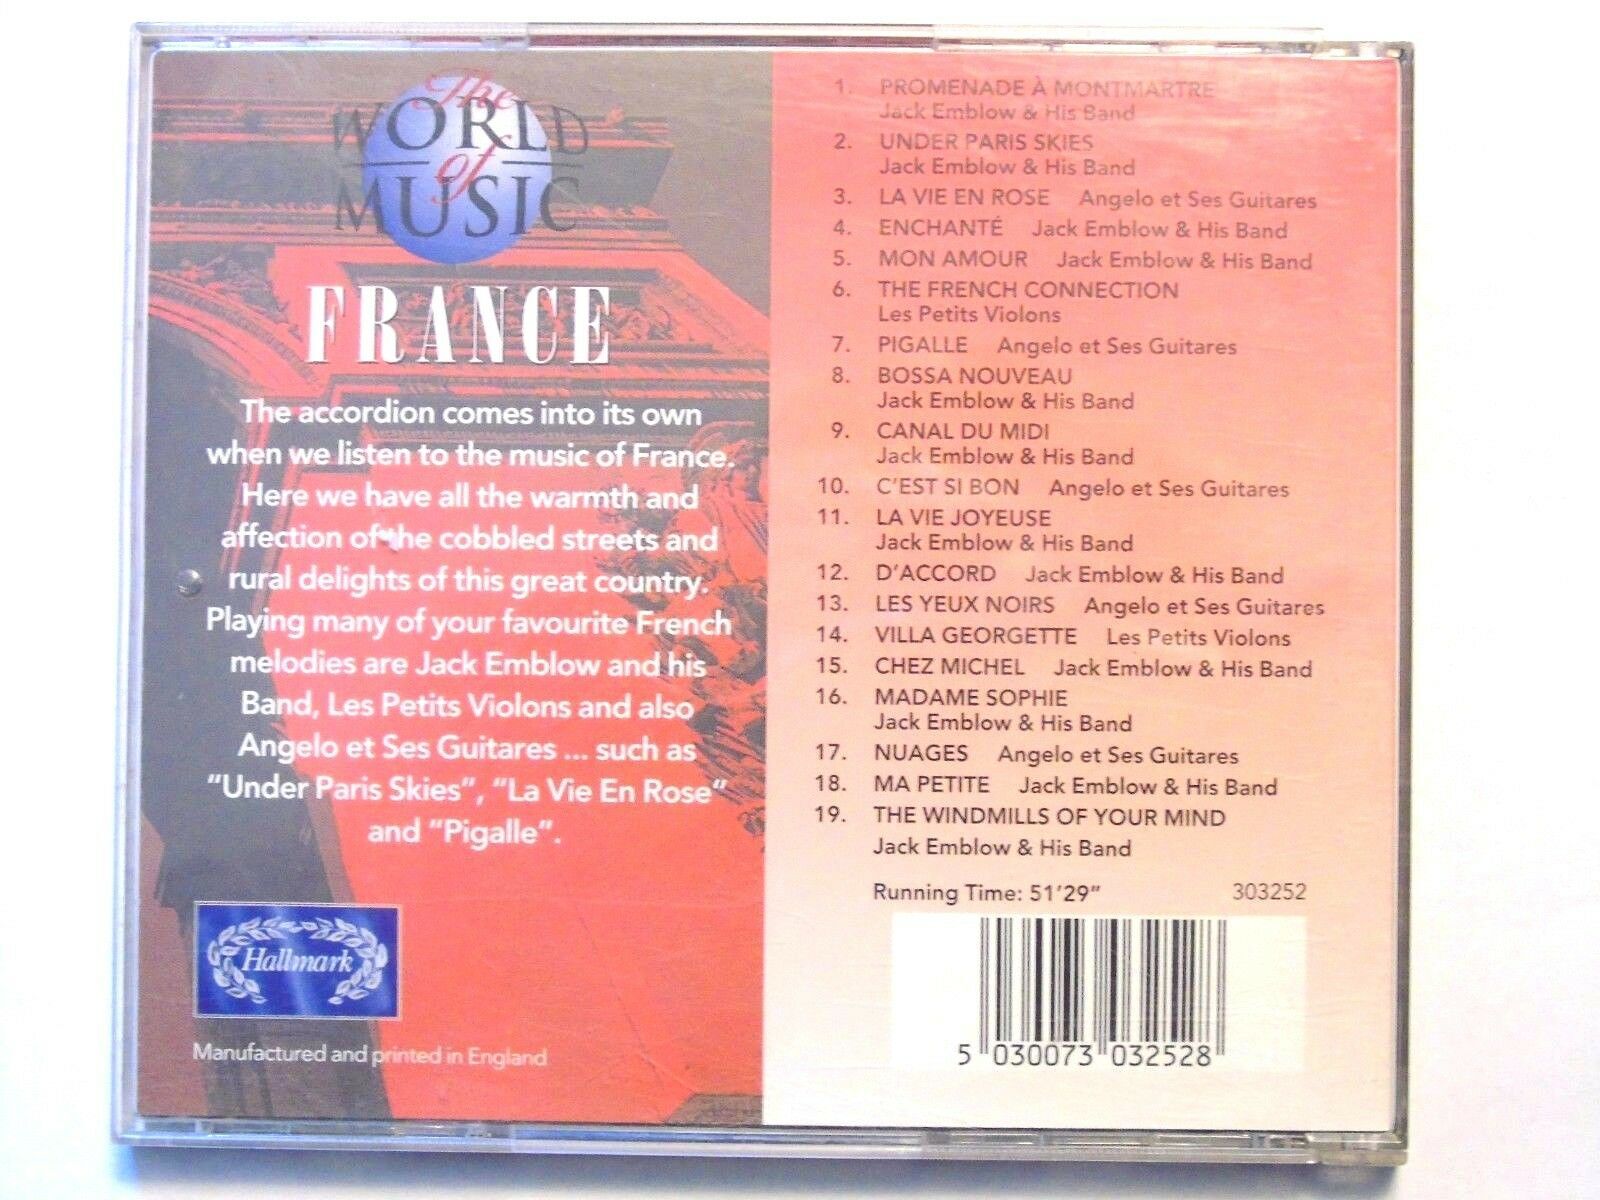 The
WORLD
of
MUSIC
FRANCE
The accordion comes into its own
when we listen to the music of France.
Here we have all the warmth and
affection of the cobbled streets and
rural delights of this great country.
Playing many of your favourite French
melodies are Jack Emblow and his
Band, Les Petits Violons and also
Angelo et Ses Guitares ... such as
"Under Paris Skies", "La Vie En Rose"
and "Pigalle".
Hallmark
Manufactured and printed in England
1. PROMENADE À MONTMARTRE
Jack Emblow & His Band
2. UNDER PARIS SKIES
Jack Emblow & His Band
3. LA VIE EN ROSE Angelo et Ses Guitares
4. ENCHANTÉ Jack Emblow & His Band
5. MON AMOUR Jack Emblow & His Band
6. THE FRENCH CONNECTION
Les Petits Violons
7. PIGALLE Angelo et Ses Guitares
8. BOSSA NOUVEAU
Jack Emblow & His Band
9. CANAL DU MIDI
Jack Emblow & His Band
10. C'EST SI BON Angelo et Ses Guitares
11. LA VIE JOYEUSE
Jack Emblow & His Band
12. D'ACCORD Jack Emblow & His Band
13. LES YEUX NOIRS Angelo et Ses Guitares
14. VILLA GEORGETTE Les Petits Violons
15. CHEZ MICHEL Jack Emblow & His Band
16. MADAME SOPHIE
Jack Emblow & His Band
17. NUAGES Angelo et Ses Guitares
18. MA PETITE Jack Emblow & His Band
19. THE WINDMILLS OF YOUR MIND
Jack Emblow & His Band
Running Time: 51'29" 303252
5 030073 032528